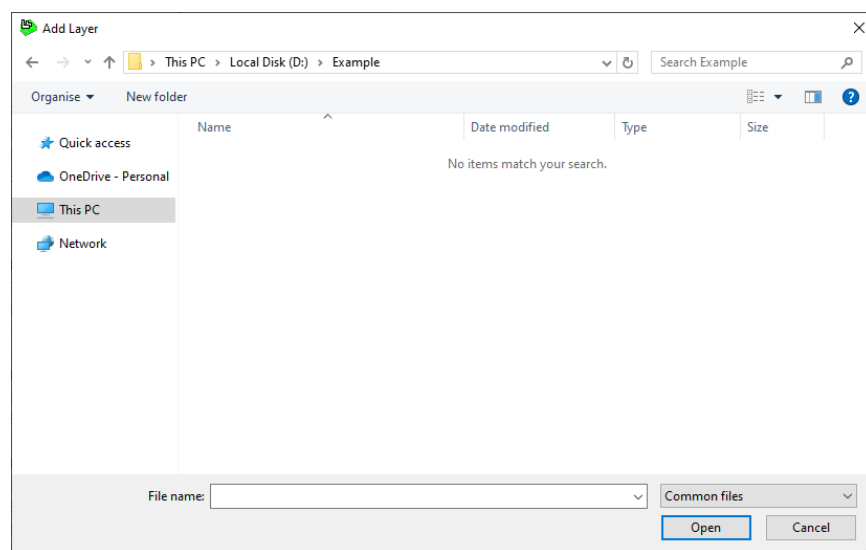 Add Layer
This PC > Local Disk (D:) > Example
Search Example
Organise
New folder
Name
Date modified
Type
Size
Quick access
OneDrive - Personal
This PC
Network
No items match your search.
File name:
Common files
Open
Cancel